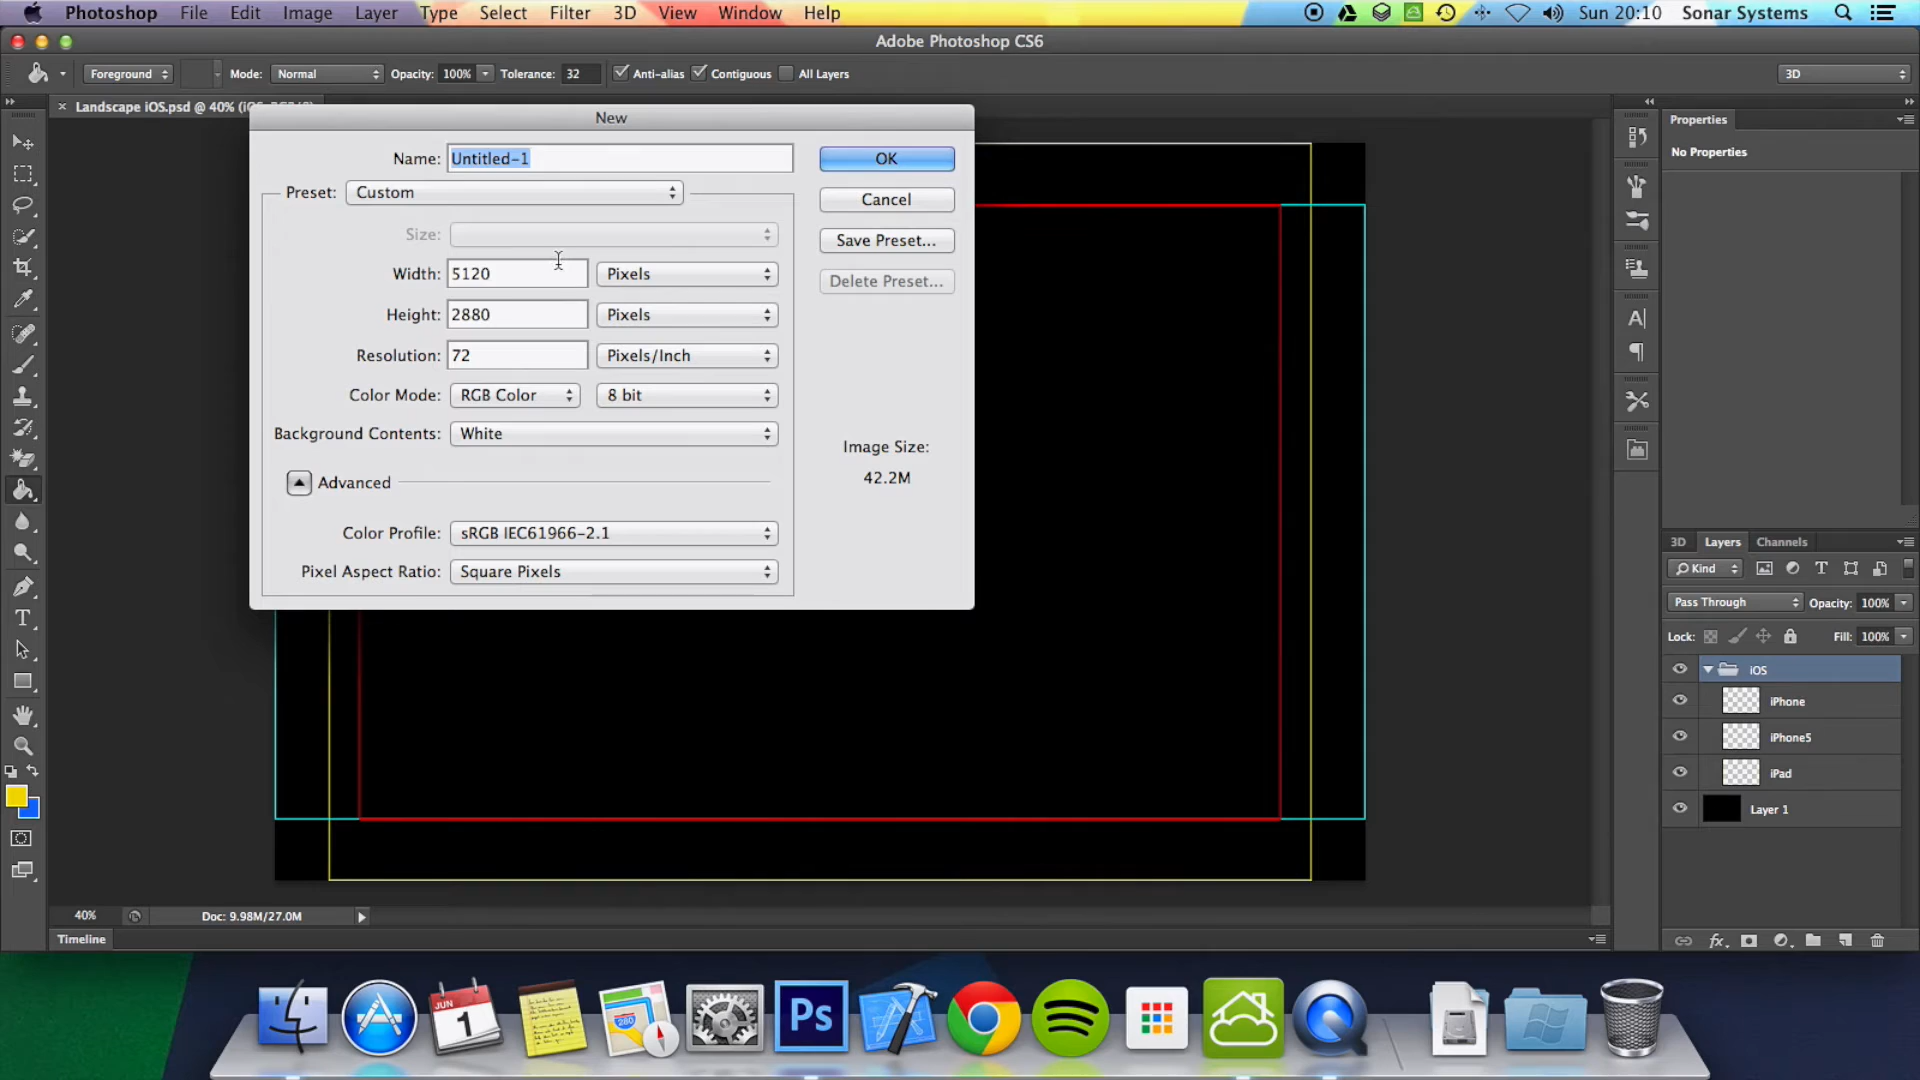 Photoshop File Edit Image Layer Type Select Filter 3D View Window Help Sun 20:10 Sonar Systems
Adobe Photoshop CS6
Foreground Mode: Normal Opacity: 100% Tolerance: 32 Anti-alias Contiguous All Layers 3D
× Landscape iOS.psd @ 40%
New
Name: Untitled-1 OK
Preset: Custom Cancel
Size: Save Preset...
Width: 5120 Pixels Delete Preset...
Height: 2880 Pixels
Resolution: 72 Pixels/Inch
Color Mode: RGB Color 8 bit
Background Contents: White
Image Size:
42.2M
Advanced
Color Profile: sRGB IEC61966-2.1
Pixel Aspect Ratio: Square Pixels
Properties
No Properties
3D Layers Channels
Kind
Pass Through Opacity: 100%
Lock: Fill: 100%
iOS
iPhone
iPhone5
iPad
Layer 1
fx
40% Doc: 9.98M/27.0M
Timeline
JUN
1
280
Ps